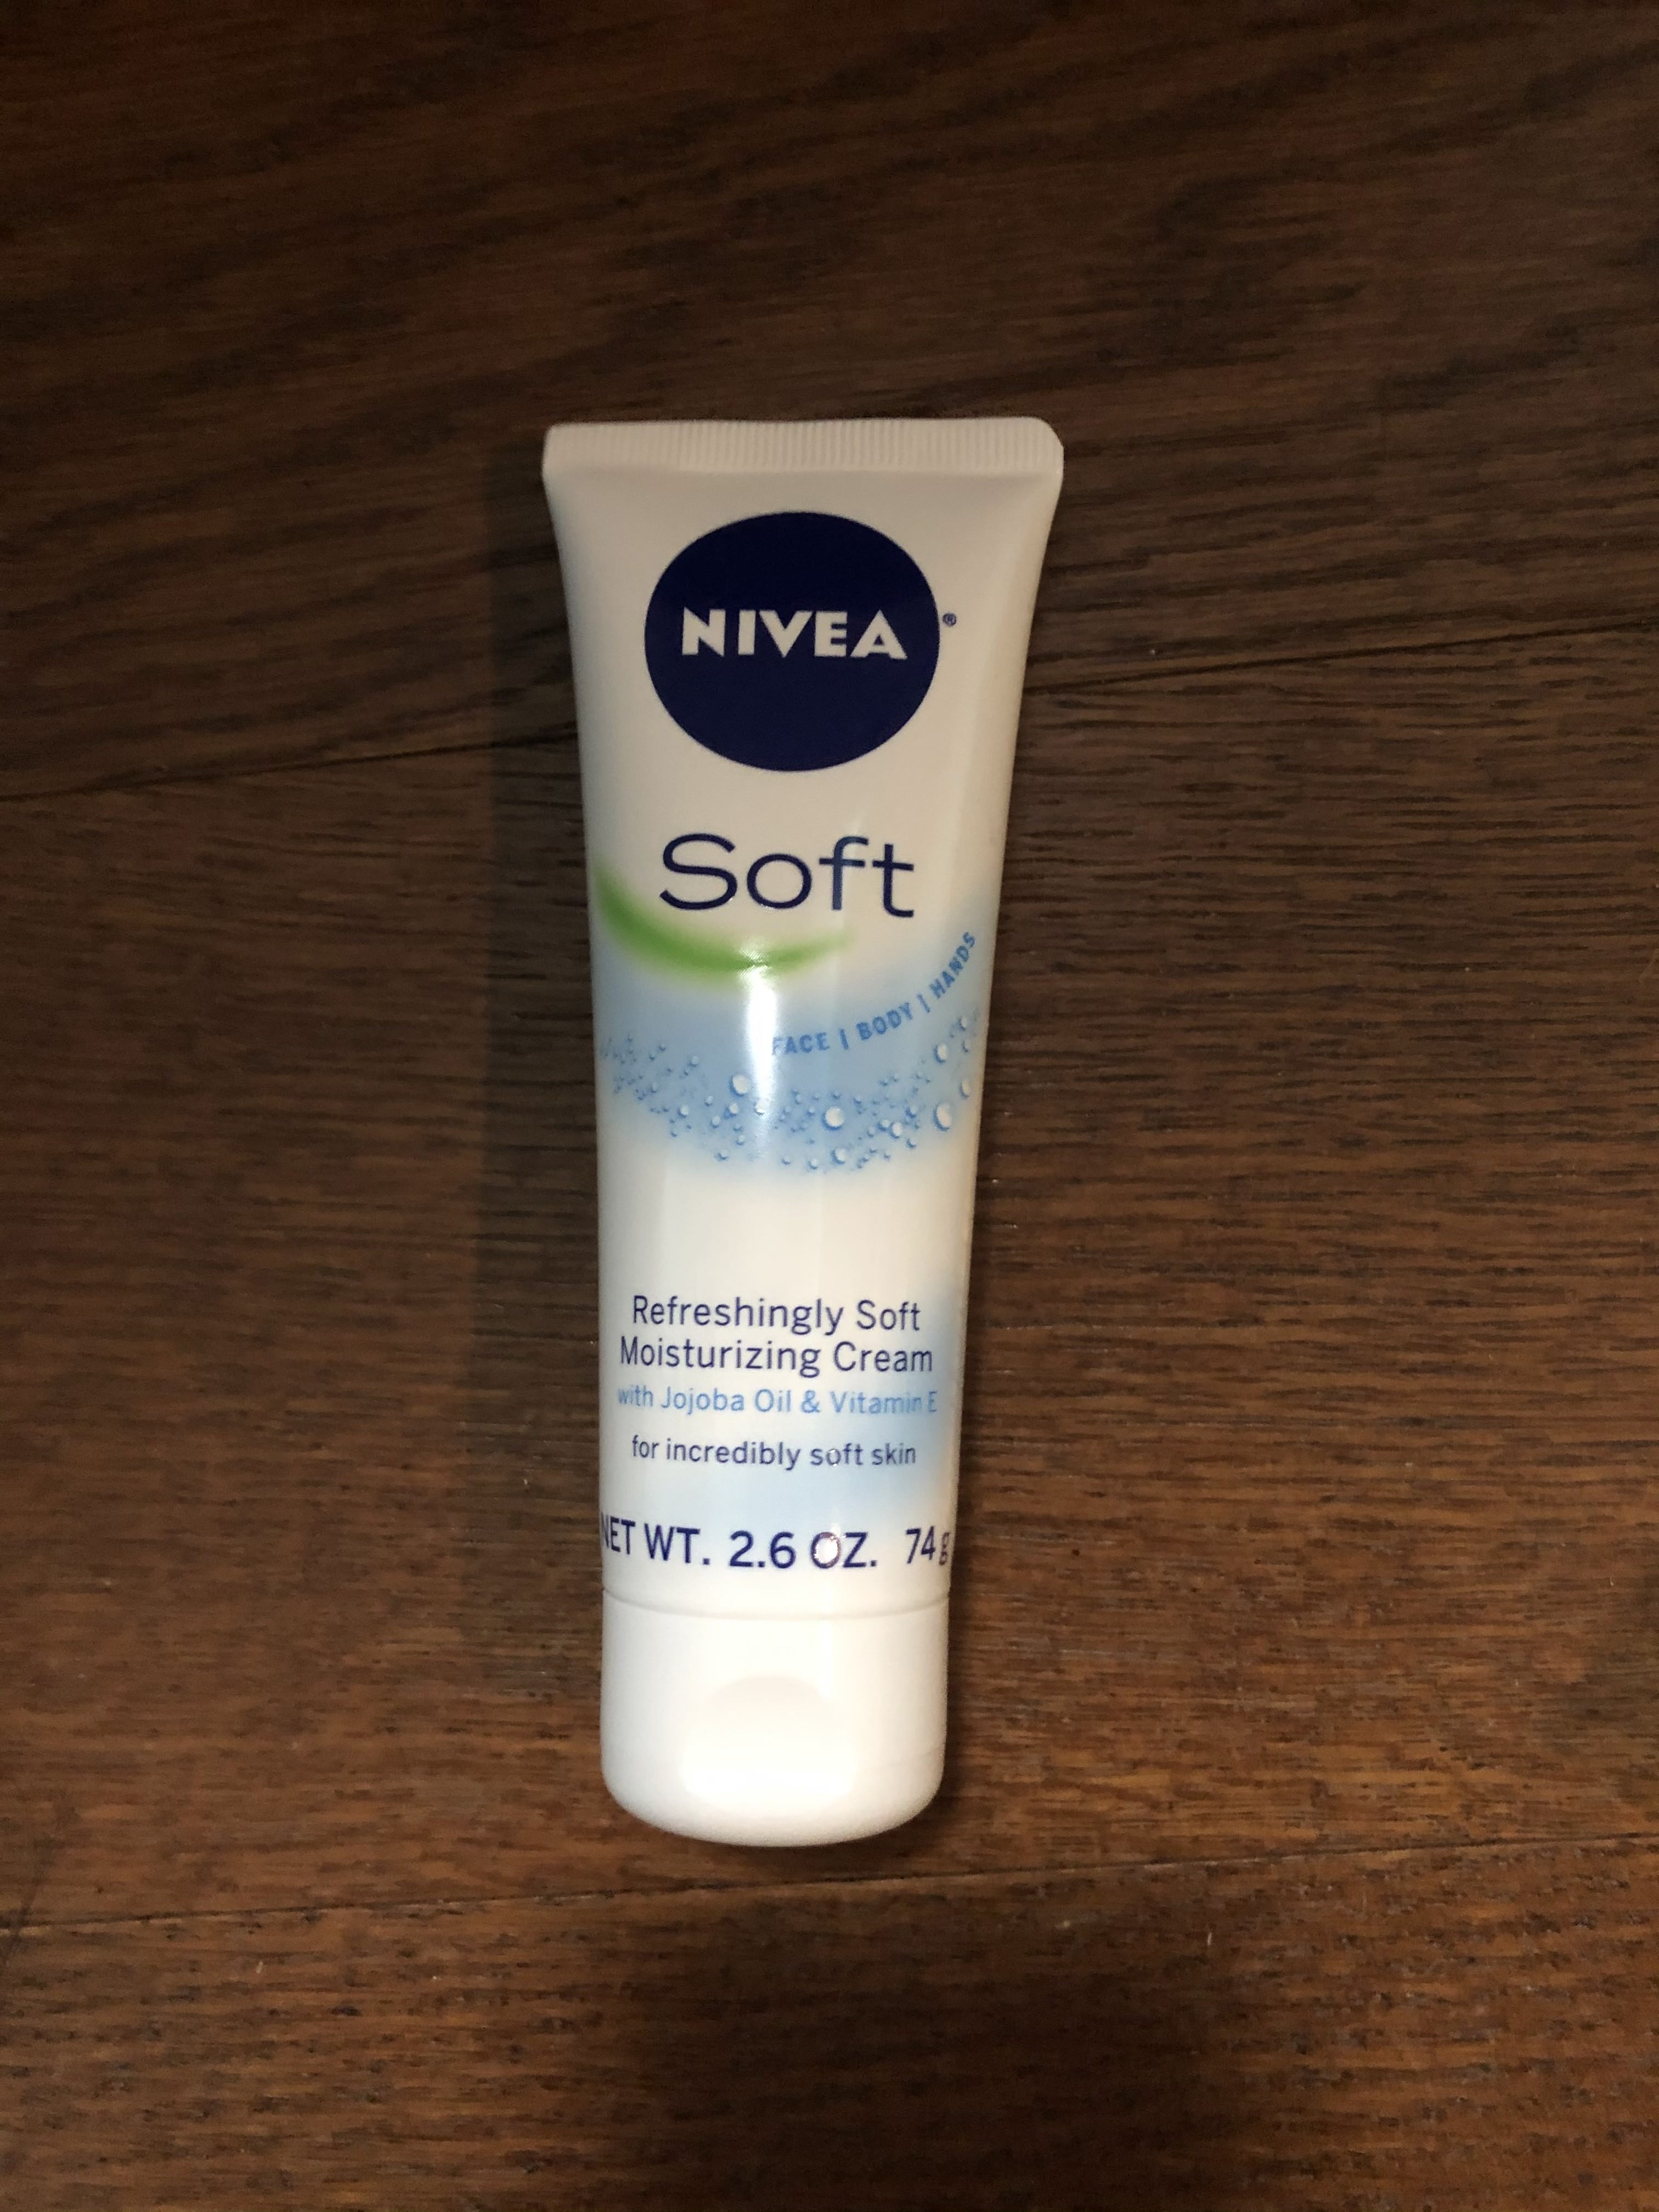 NIVEA®
Soft
FACE | BODY | HANDS
Refreshingly Soft
Moisturizing Cream
with Jojoba Oil & Vitamin E
for incredibly soft skin
NET WT. 2.6 OZ. 74g